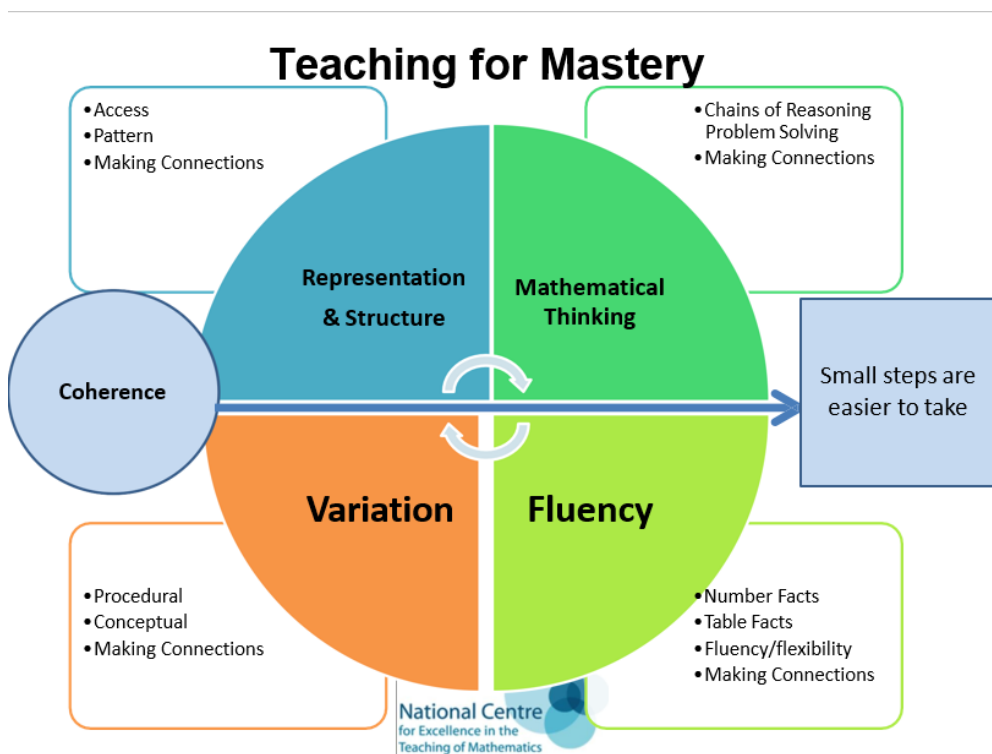 Teaching for Mastery
•Access
•Pattern
•Making Connections
•Chains of Reasoning
Problem Solving
•Making Connections
Representation
& Structure
Mathematical
Thinking
Coherence
Small steps are
easier to take
Variation
Fluency
•Procedural
•Conceptual
•Making Connections
•Number Facts
•Table Facts
•Fluency/flexibility
•Making Connections
National Centre
for Excellence in the
Teaching of Mathematics